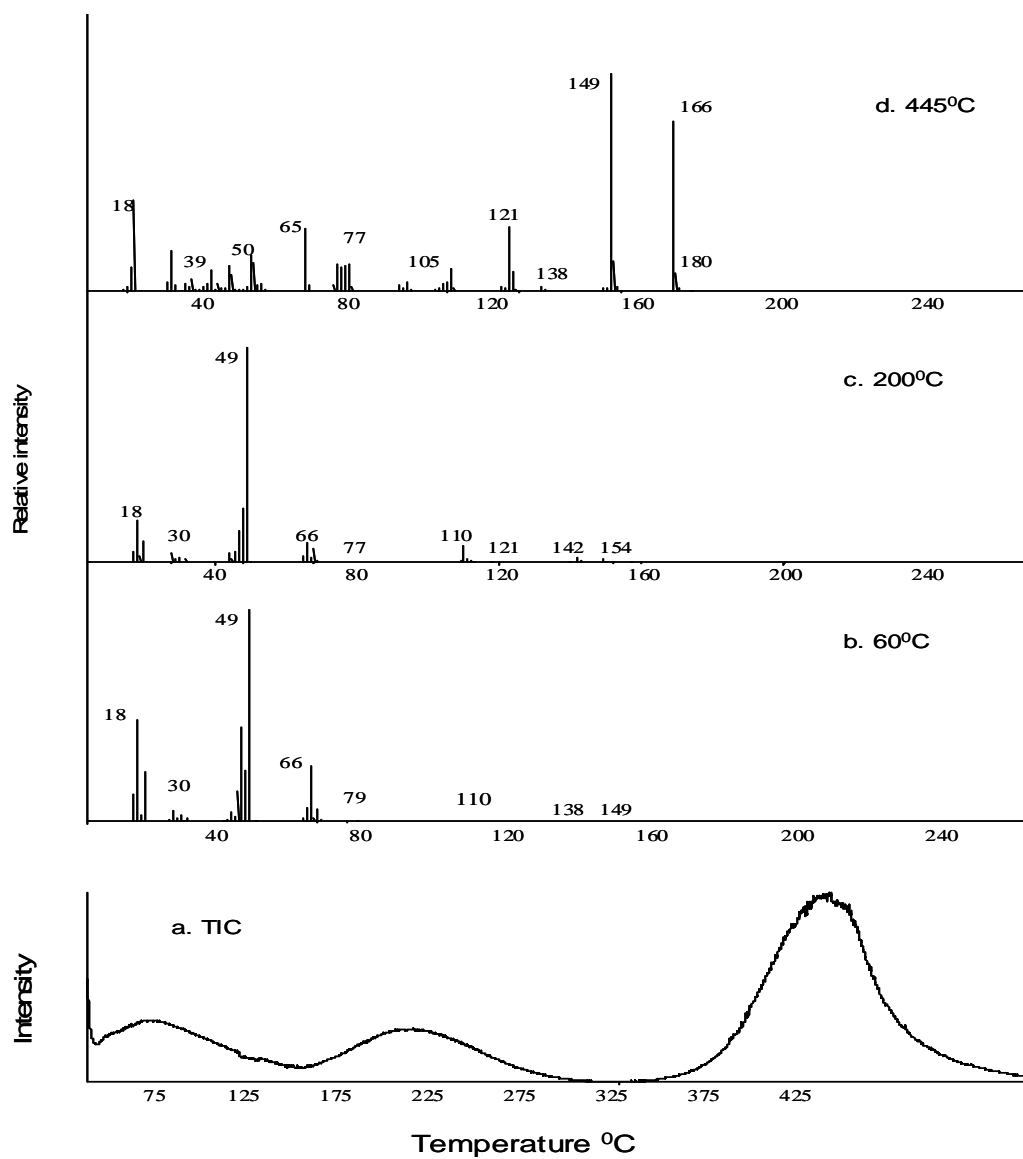 149
166
d. 445⁰C
18
121
65
77
50
39
105
138
180
40 80 120 160 200 240
49
c. 200⁰C
18
30
66
77
110
121
142
154
40 80 120 160 200 240
Relative intensity
49
b. 60⁰C
18
66
30
79
110
138
149
40 80 120 160 200 240
a. TIC
Intensity
75 125 175 225 275 325 375 425
Temperature ⁰C